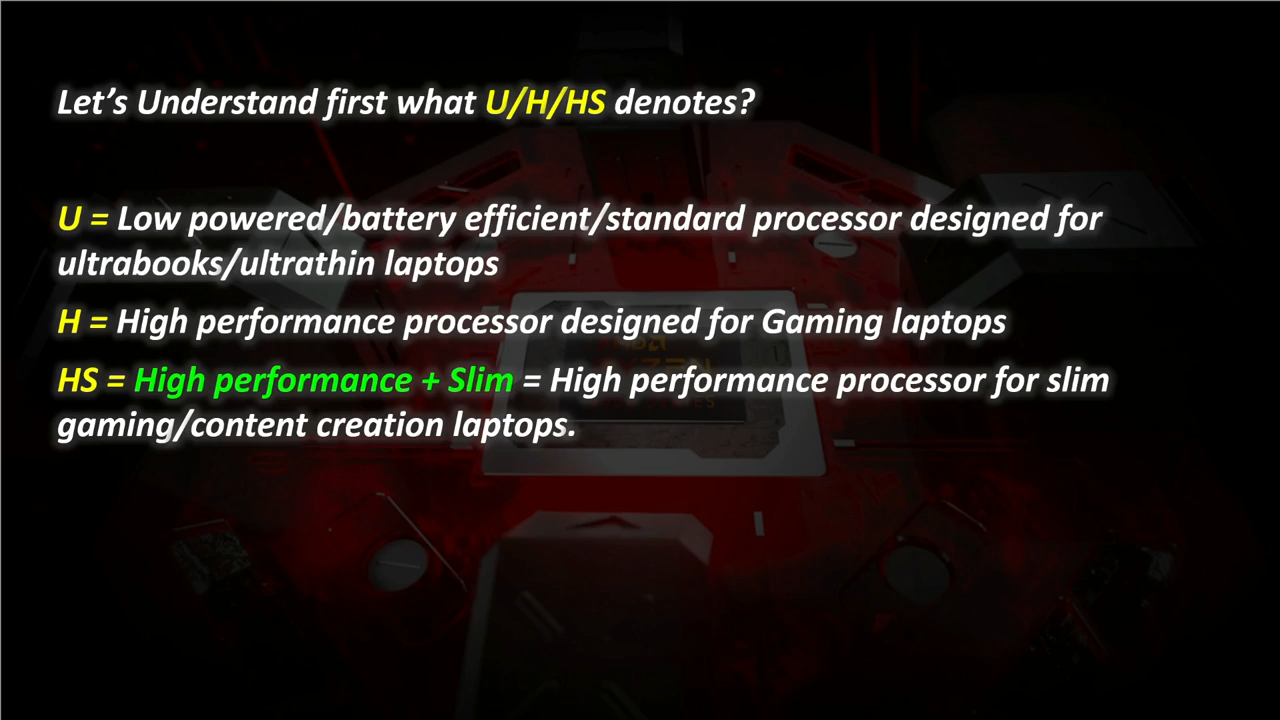 Let’s Understand first what U/H/HS denotes?
U = Low powered/battery efficient/standard processor designed for
ultrabooks/ultrathin laptops
H = High performance processor designed for Gaming laptops
HS = High performance + Slim = High performance processor for slim
gaming/content creation laptops.